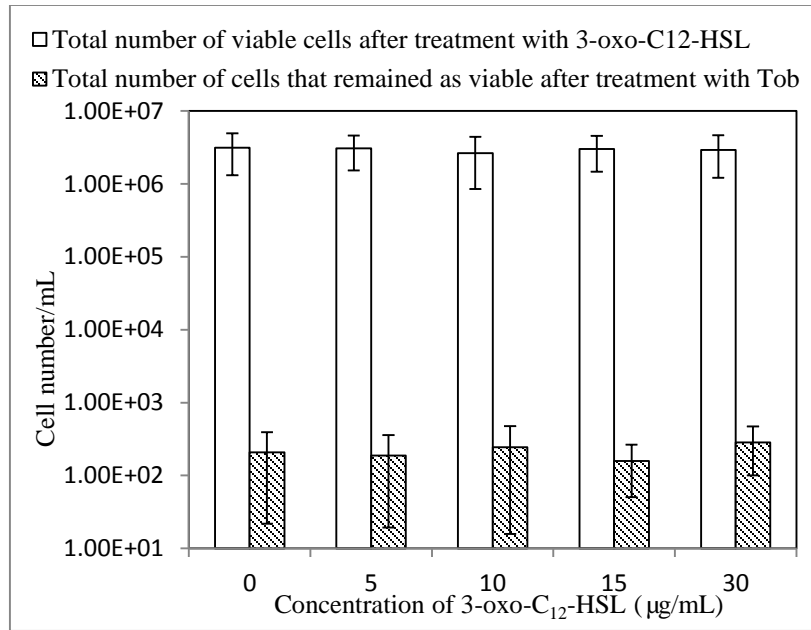 Total number of viable cells after treatment with 3-oxo-C12-HSL
Total number of cells that remained as viable after treatment with Tob
1.00E+07
1.00E+06
1.00E+05
1.00E+04
1.00E+03
1.00E+02
1.00E+01
Cell number/mL
0 5 10 15 30
Concentration of 3-oxo-C₁₂-HSL (µg/mL)